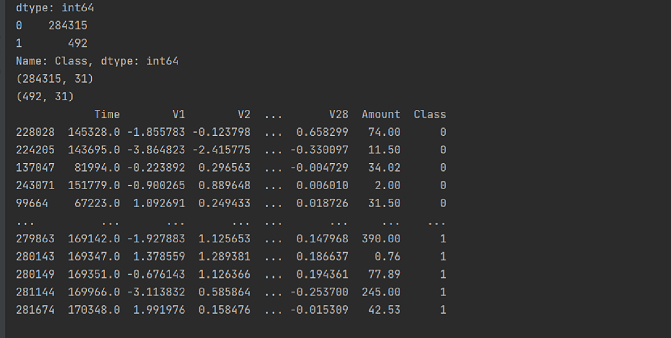 dtype: int64
0    284315
1       492
Name: Class, dtype: int64
(284315, 31)
(492, 31)
            Time        V1        V2  ...       V28  Amount  Class
228028  145328.0 -1.855783 -0.123798  ...  0.658299   74.00      0
224205  143695.0 -3.864823 -2.415775  ... -0.330097   11.50      0
137047   81994.0 -0.223892  0.296563  ... -0.004729   34.02      0
243071  151779.0 -0.900265  0.889648  ...  0.006010    2.00      0
99664    67223.0  1.092691  0.249433  ...  0.018726   31.50      0
...          ...       ...       ...  ...       ...     ...    ...
279863  169142.0 -1.927883  1.125653  ...  0.147968  390.00      1
280143  169347.0  1.378559  1.289381  ...  0.186637    0.76      1
280149  169351.0 -0.676143  1.126366  ...  0.194361   77.89      1
281144  169966.0 -3.113832  0.585864  ... -0.253700  245.00      1
281674  170348.0  1.991976  0.158476  ... -0.015309   42.53      1